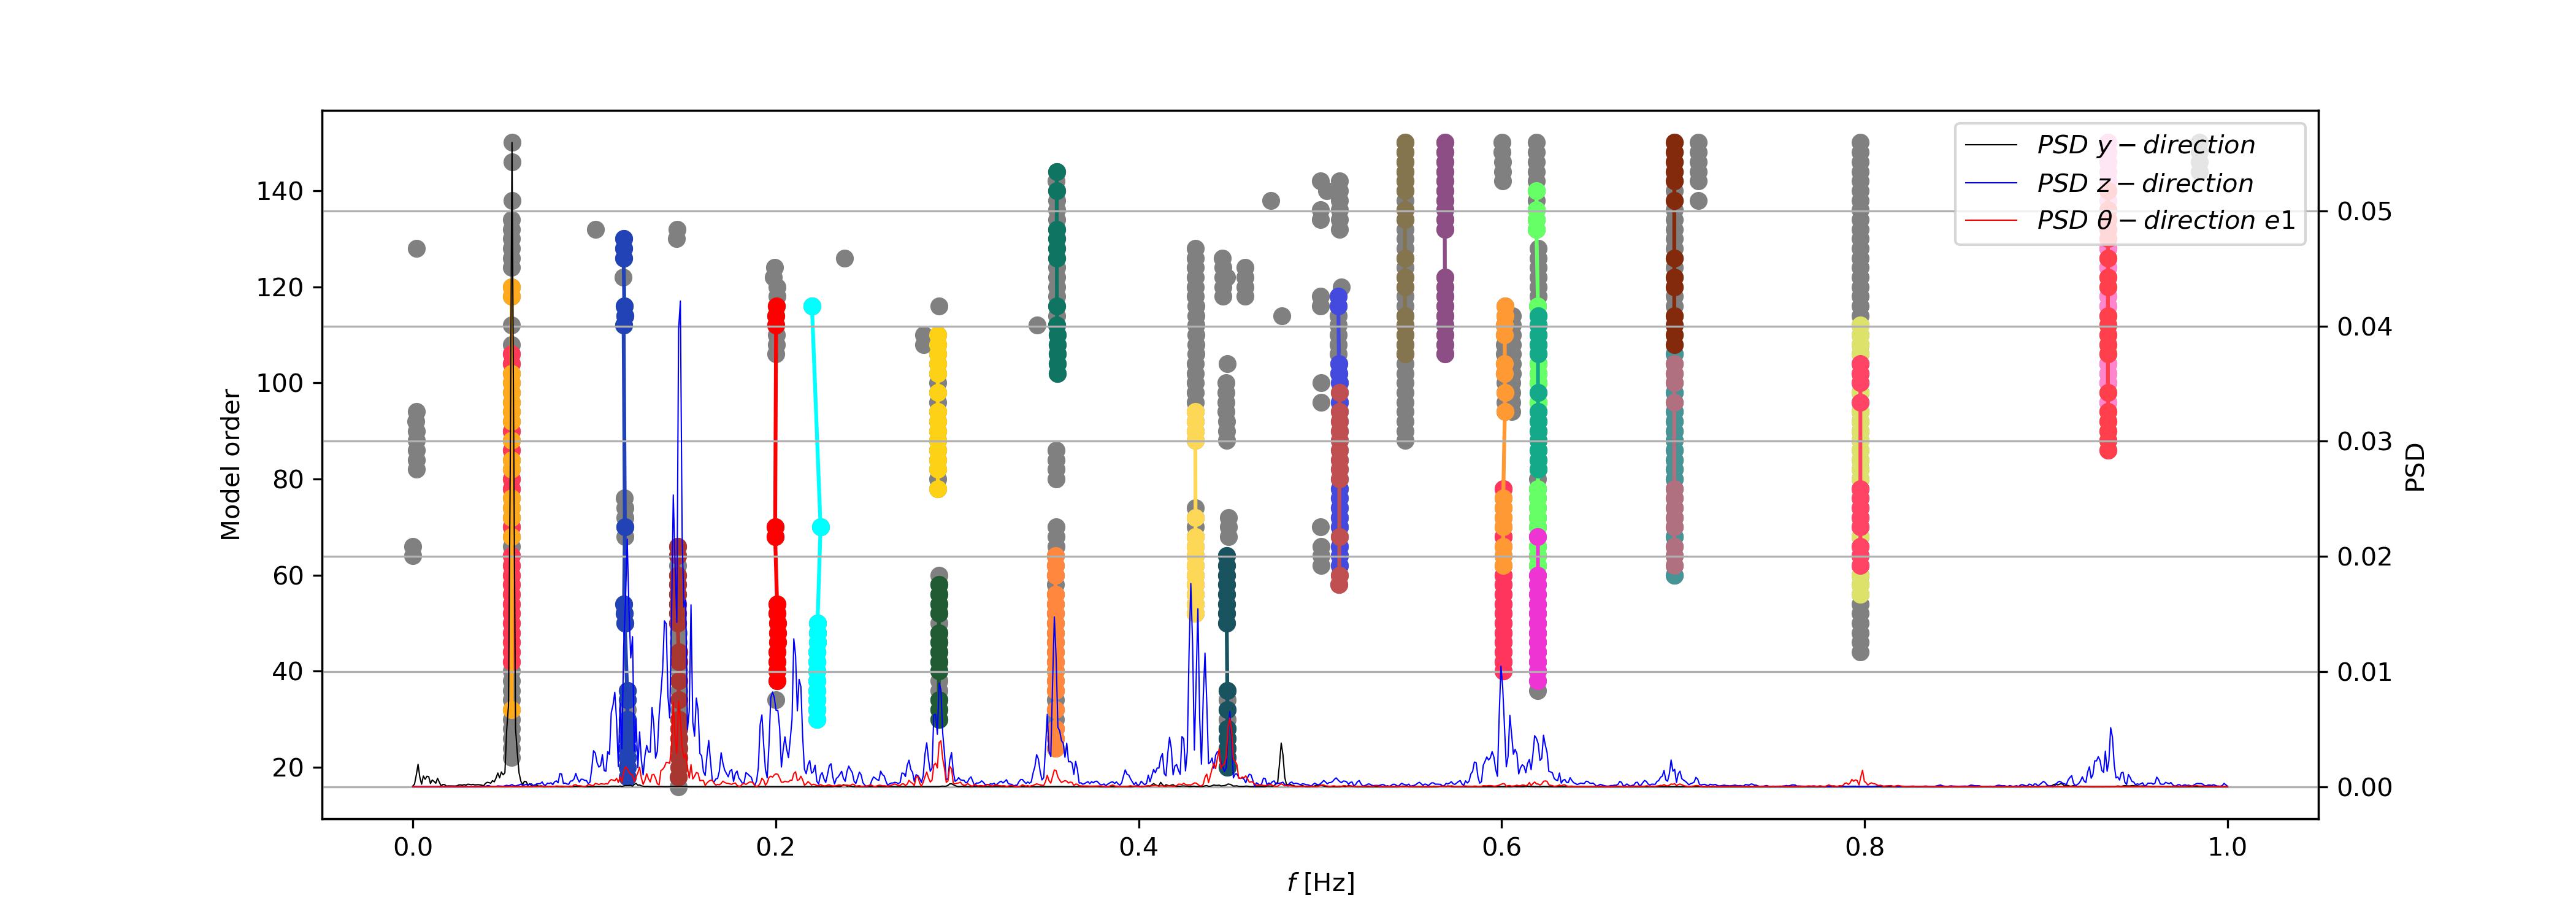 PSD y − direction
PSD z − direction
PSD θ − direction e1
Model order
140
120
100
80
60
40
20
0.05
0.04
0.03
0.02
0.01
0.00
PSD
0.0 0.2 0.4 0.6 0.8 1.0
f [Hz]